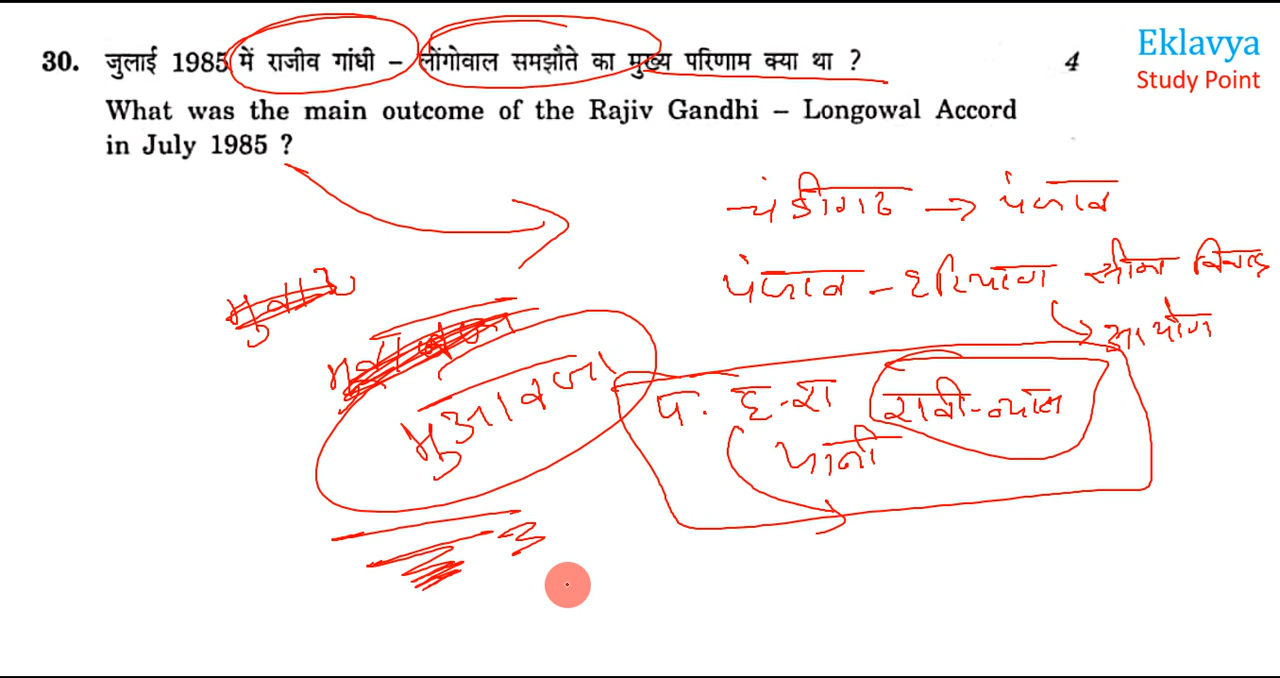 30. जुलाई 1985 में राजीव गांधी – लोंगोवाल समझौते का मुख्य परिणाम क्या था ? 4
What was the main outcome of the Rajiv Gandhi – Longowal Accord
in July 1985 ?
Eklavya
Study Point
चंडीगढ → पंजाब
पंजाब - हरियाणा सीमा विवाद
आयोग
मुआवजा
प. ह-रा रावी-व्यास
पानी